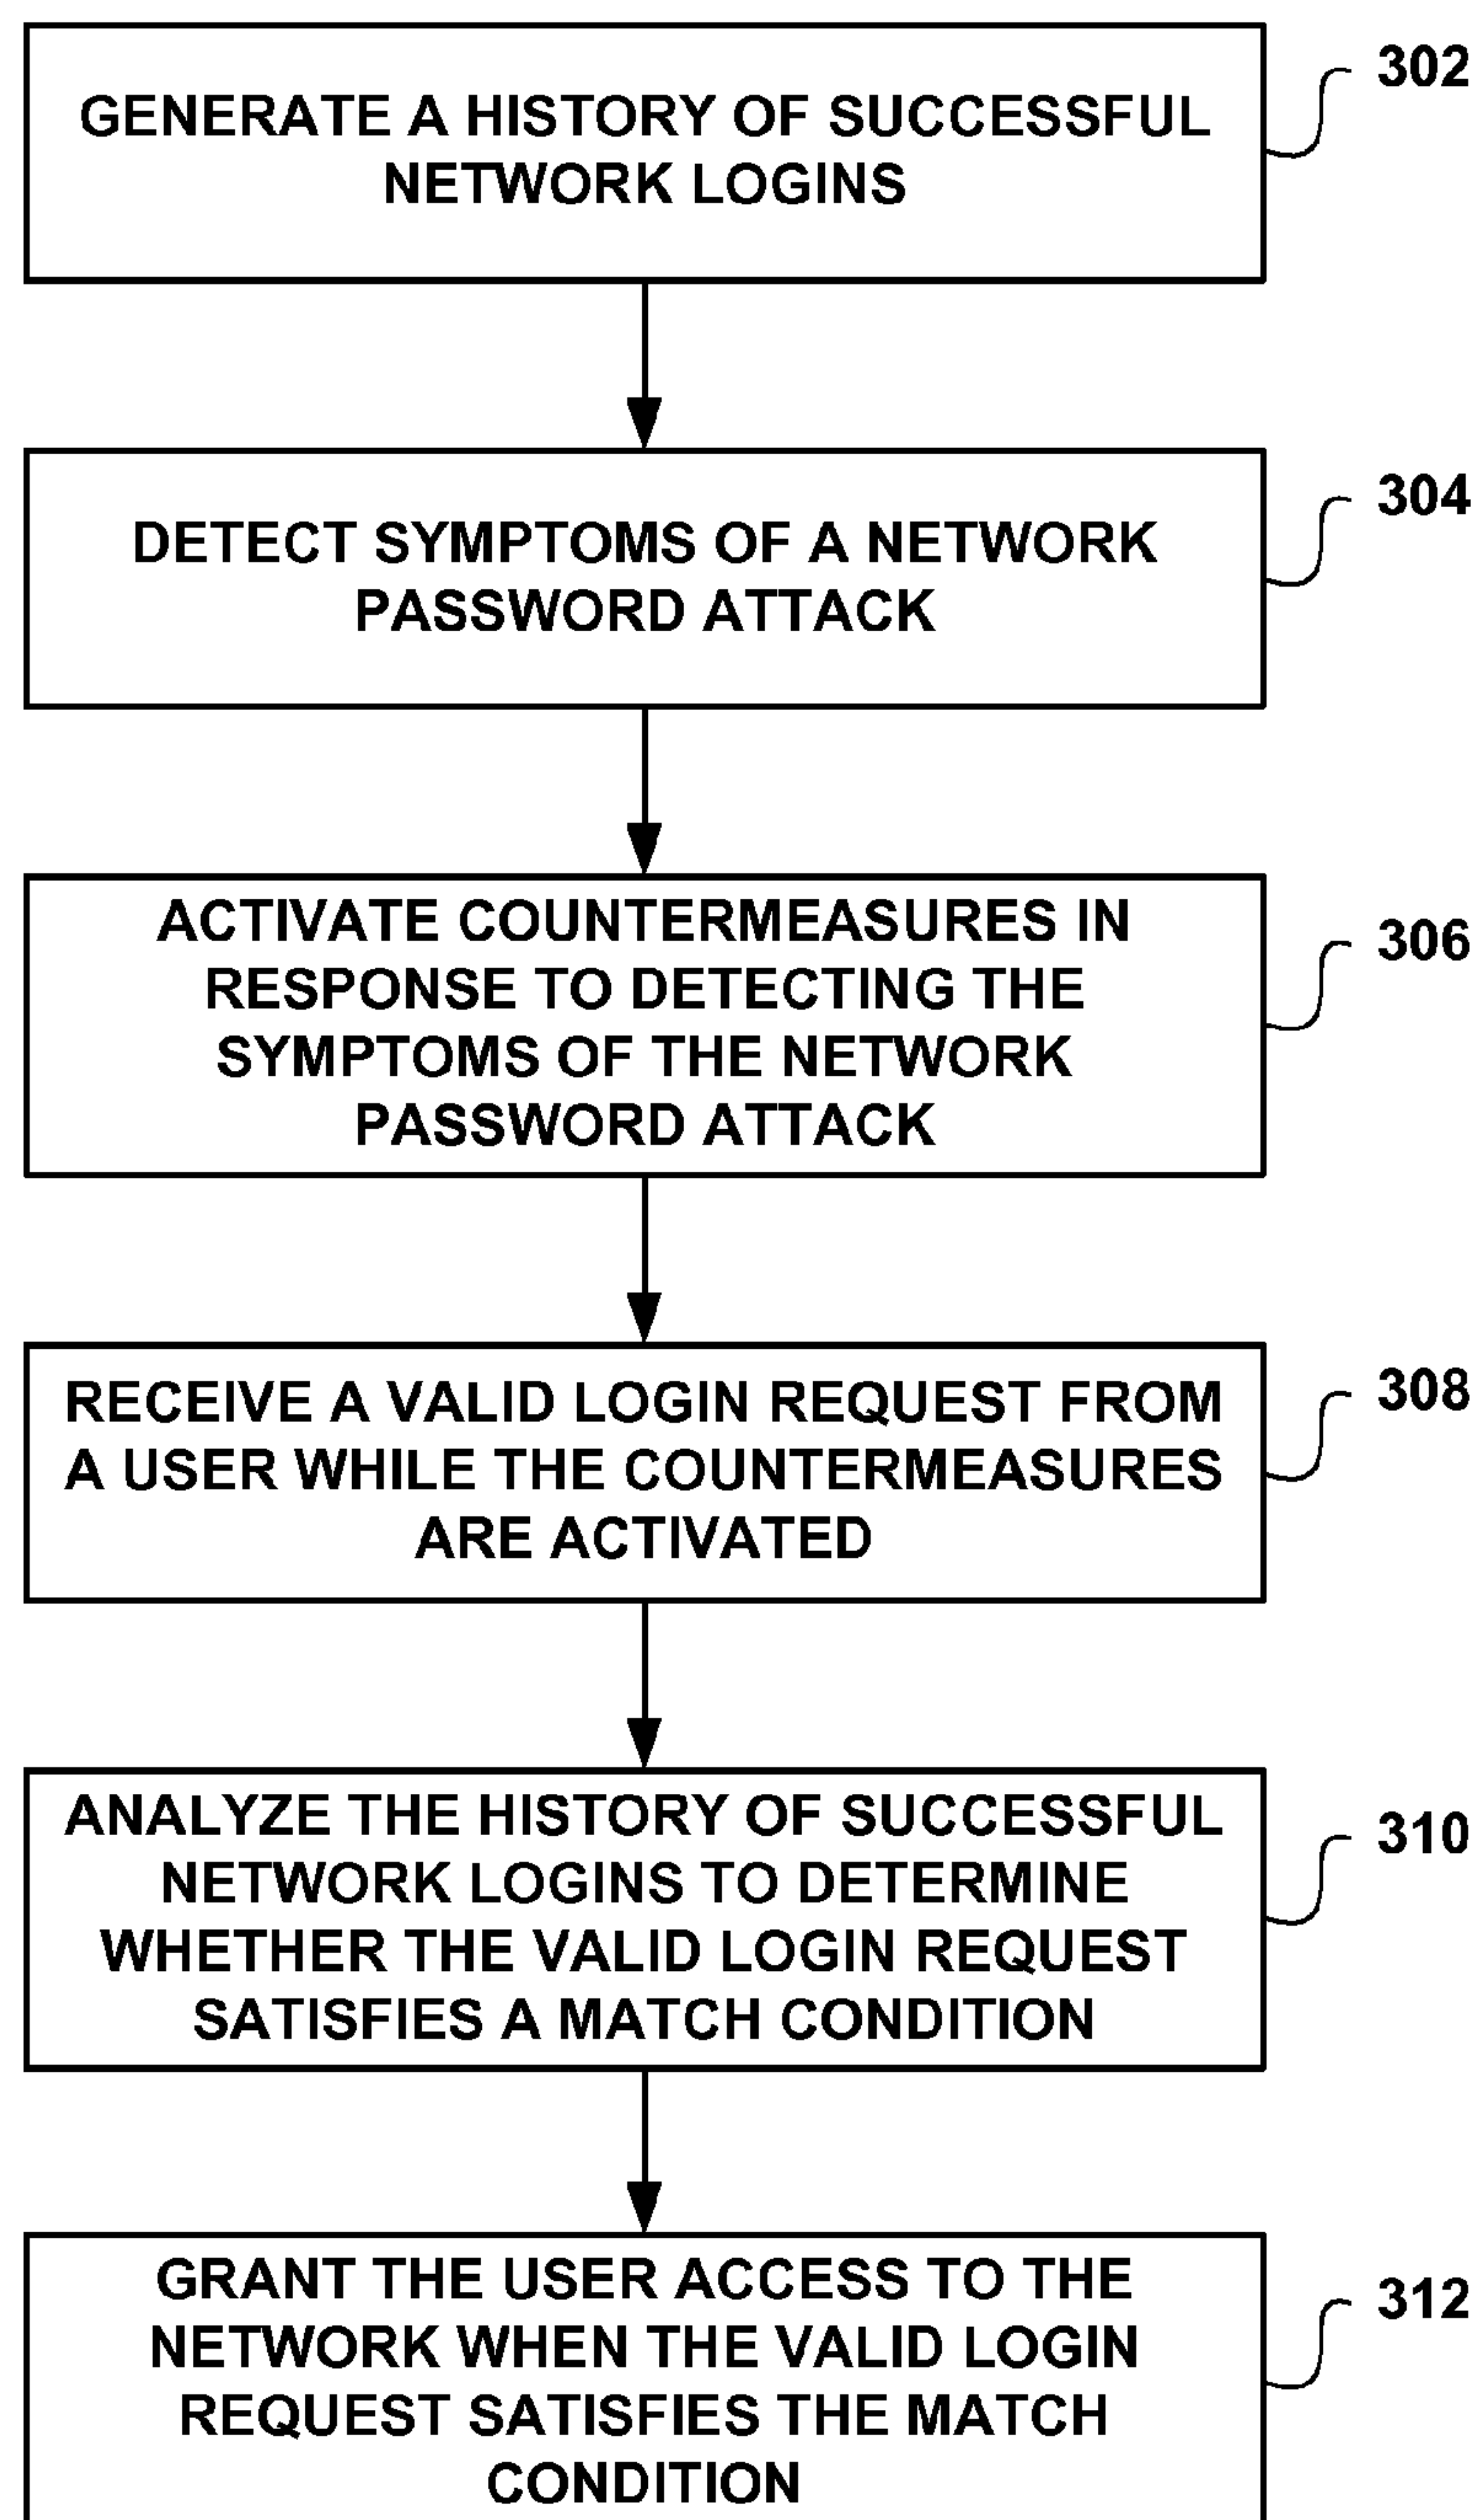 GENERATE A HISTORY OF SUCCESSFUL
NETWORK LOGINS
302
DETECT SYMPTOMS OF A NETWORK
PASSWORD ATTACK
304
ACTIVATE COUNTERMEASURES IN
RESPONSE TO DETECTING THE
SYMPTOMS OF THE NETWORK
PASSWORD ATTACK
306
RECEIVE A VALID LOGIN REQUEST FROM
A USER WHILE THE COUNTERMEASURES
ARE ACTIVATED
308
ANALYZE THE HISTORY OF SUCCESSFUL
NETWORK LOGINS TO DETERMINE
WHETHER THE VALID LOGIN REQUEST
SATISFIES A MATCH CONDITION
310
GRANT THE USER ACCESS TO THE
NETWORK WHEN THE VALID LOGIN
REQUEST SATISFIES THE MATCH
CONDITION
312